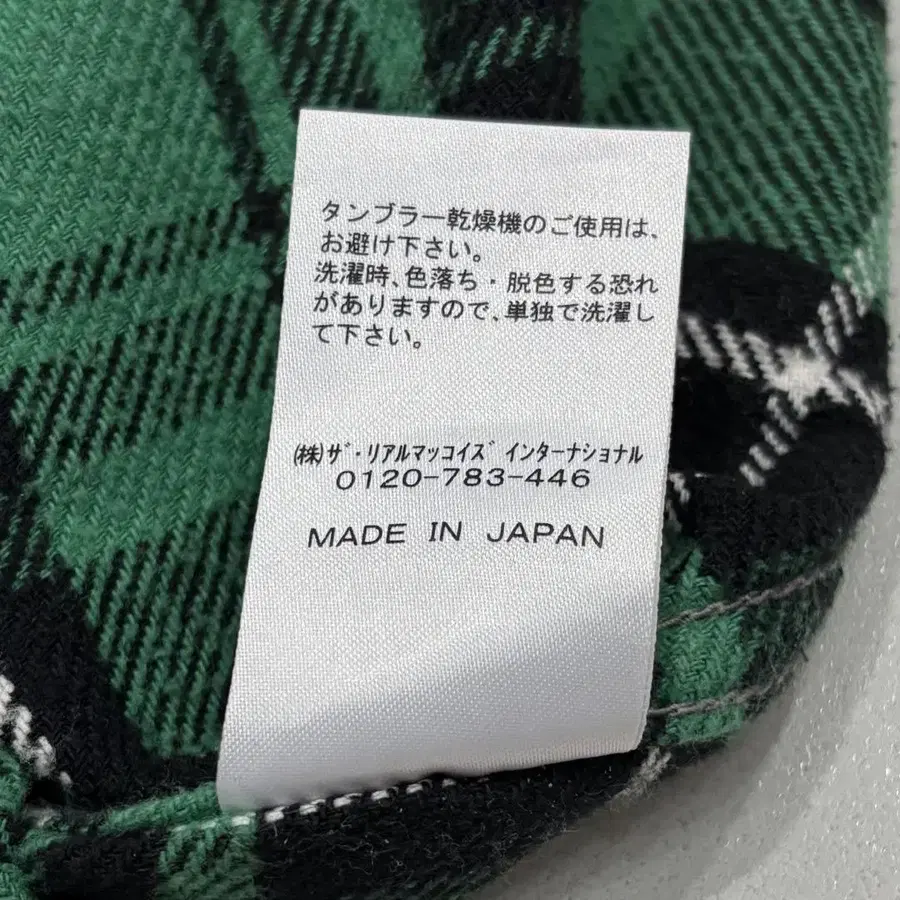 タンブラー乾燥機のご使用は、
お避け下さい。
洗濯時、色落ち・脱色する恐れ
がありますので、単独で洗濯し
て下さい。
(株)ザ・リアルマッコイズ インターナショナル
0120-783-446
MADE IN JAPAN